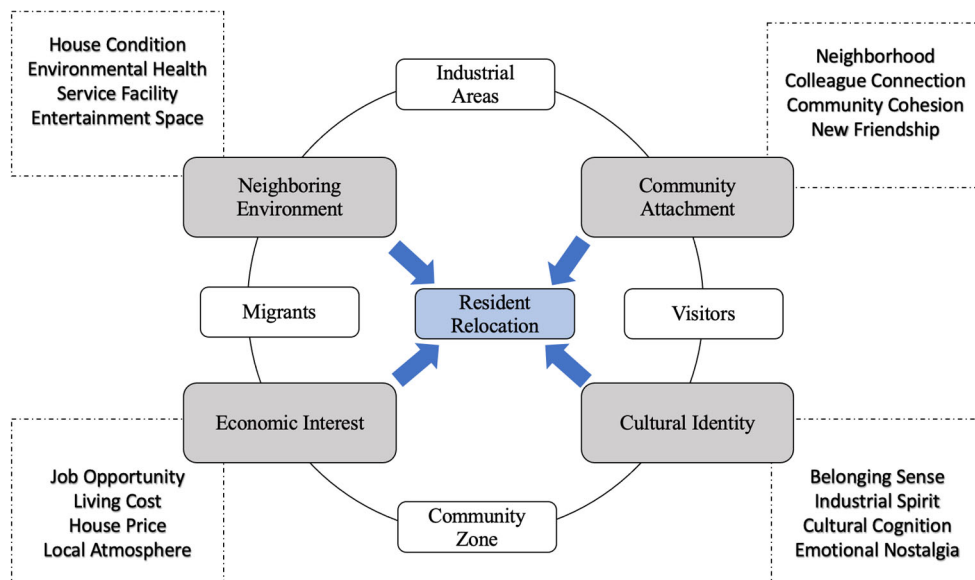 House Condition
Environmental Health
Service Facility
Entertainment Space
Industrial
Areas
Neighborhood
Colleague Connection
Community Cohesion
New Friendship
Neighboring
Environment
Community
Attachment
Migrants
Resident
Relocation
Visitors
Economic Interest
Cultural Identity
Job Opportunity
Living Cost
House Price
Local Atmosphere
Community
Zone
Belonging Sense
Industrial Spirit
Cultural Cognition
Emotional Nostalgia